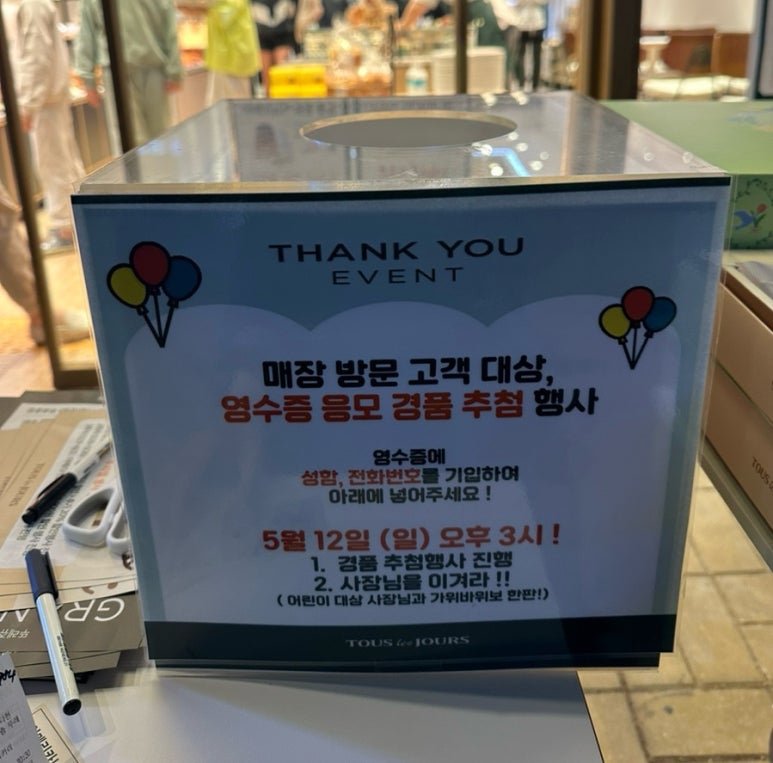 THANK YOU
EVENT
매장 방문 고객 대상,
영수증 응모 경품 추첨 행사
영수증에
성함, 전화번호를 기입하여
아래에 넣어주세요 !
5월 12일 (일) 오후 3시 !
1. 경품 추첨행사 진행
2. 사장님을 이겨라 !!
( 어린이 대상 사장님과 가위바위보 한판!)
TOUS les JOURS